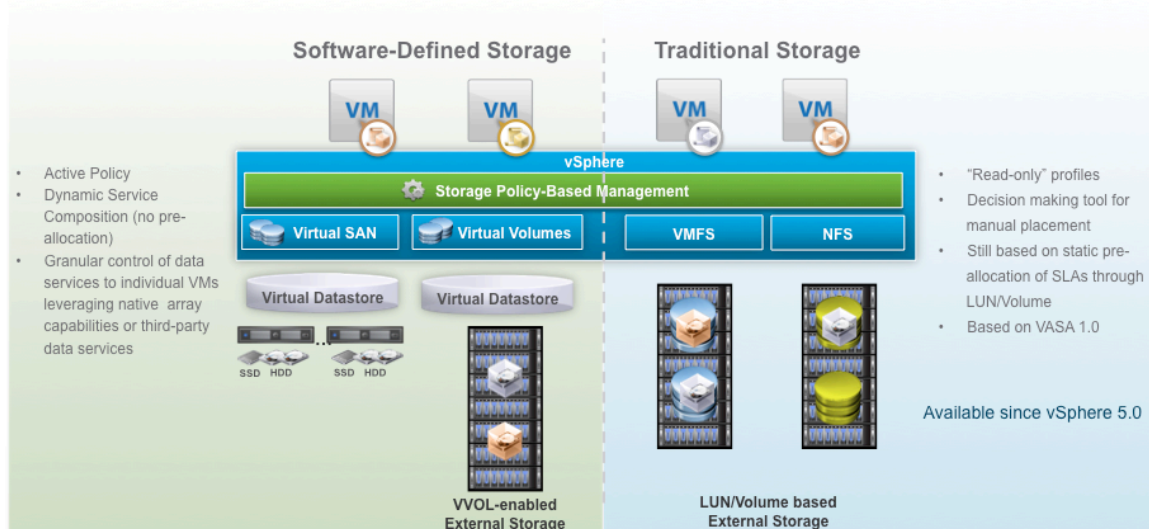 Software-Defined Storage
Traditional Storage
VM
VM
VM
VM
vSphere
Storage Policy-Based Management
Virtual SAN
Virtual Volumes
VMFS
NFS
• Active Policy
• Dynamic Service
Composition (no pre-
allocation)
• Granular control of data
services to individual VMs
leveraging native array
capabilities or third-party
data services
Virtual Datastore
Virtual Datastore
...
SSD HDD
SSD HDD
VVOL-enabled
External Storage
LUN/Volume based
External Storage
• “Read-only” profiles
• Decision making tool for
manual placement
• Still based on static pre-
allocation of SLAs through
LUN/Volume
• Based on VASA 1.0
Available since vSphere 5.0